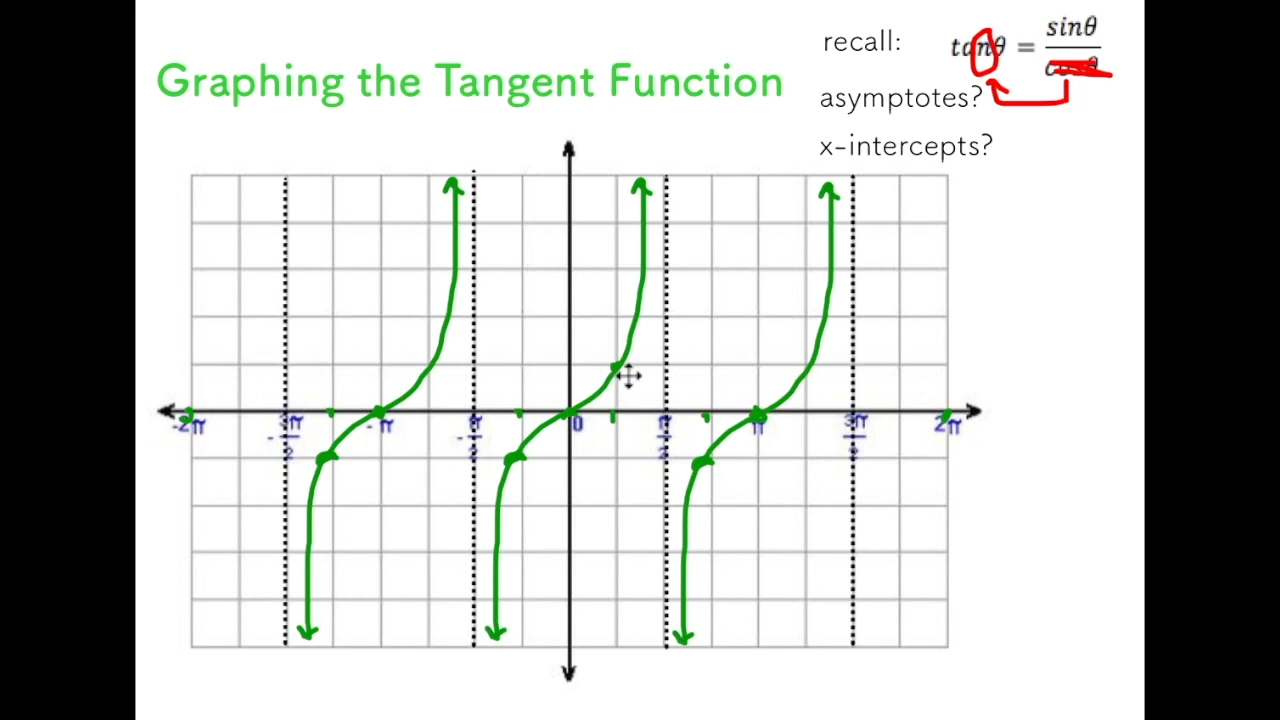 recall: tanθ = sinθ / cosθ
Graphing the Tangent Function
asymptotes?
x-intercepts?
-2π -3π/2 -π -π/2 0 π/2 π 3π/2 2π